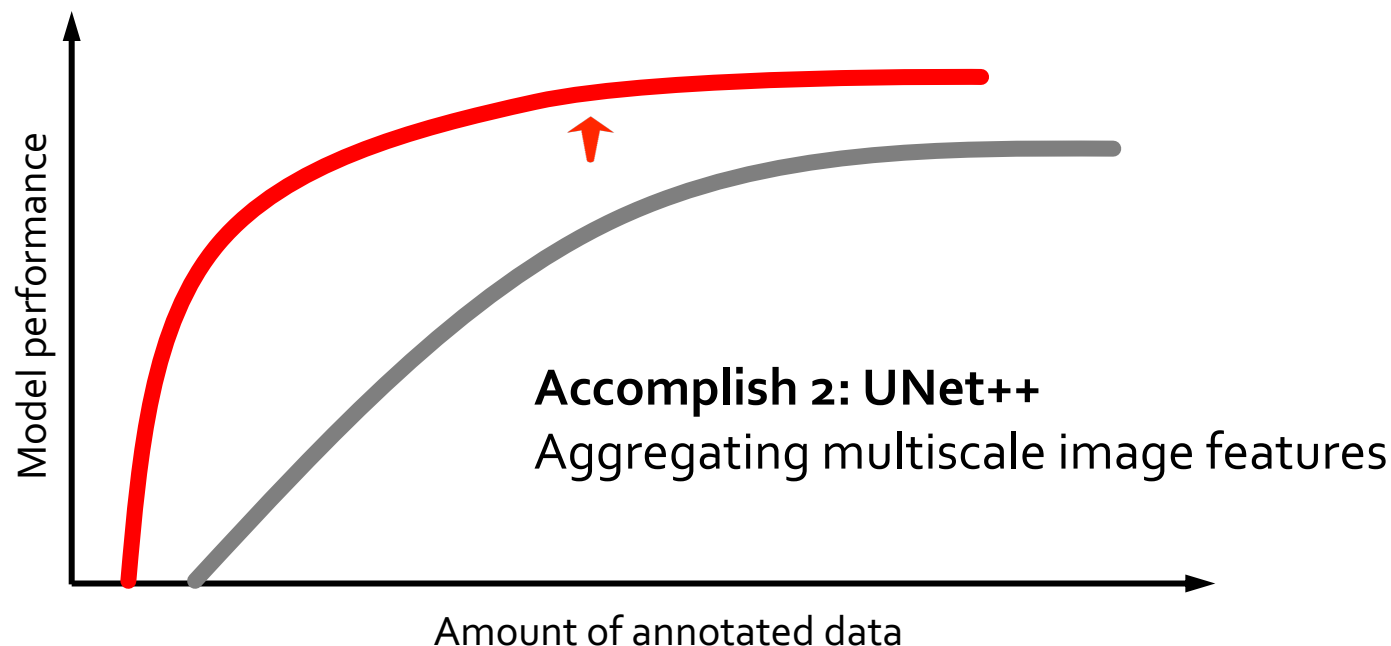 Model performance
Accomplish 2: UNet++
Aggregating multiscale image features
Amount of annotated data